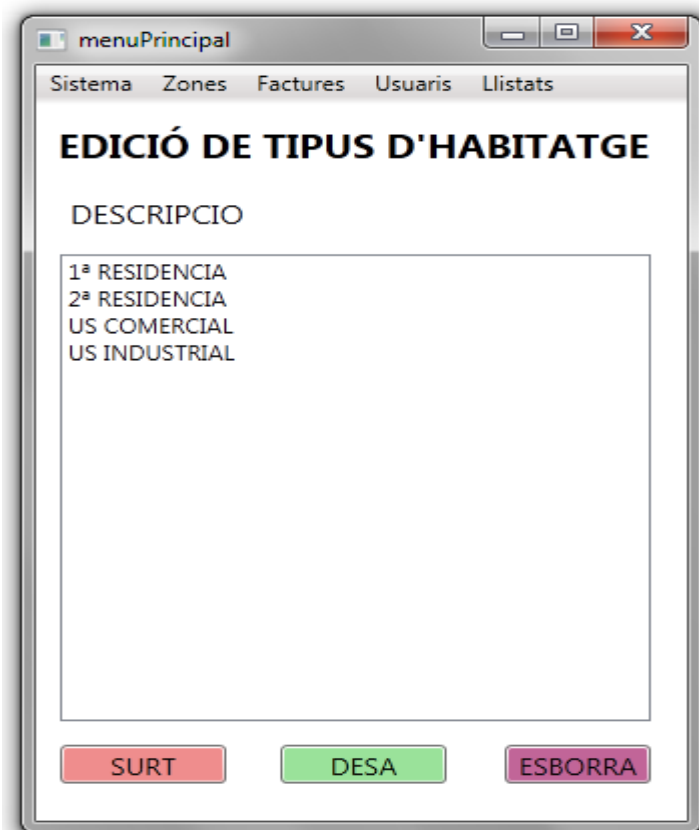 menuPrincipal
Sistema Zones Factures Usuaris Llistats
EDICIÓ DE TIPUS D'HABITATGE
DESCRIPCIO
1ª RESIDENCIA
2ª RESIDENCIA
US COMERCIAL
US INDUSTRIAL
SURT DESA ESBORRA